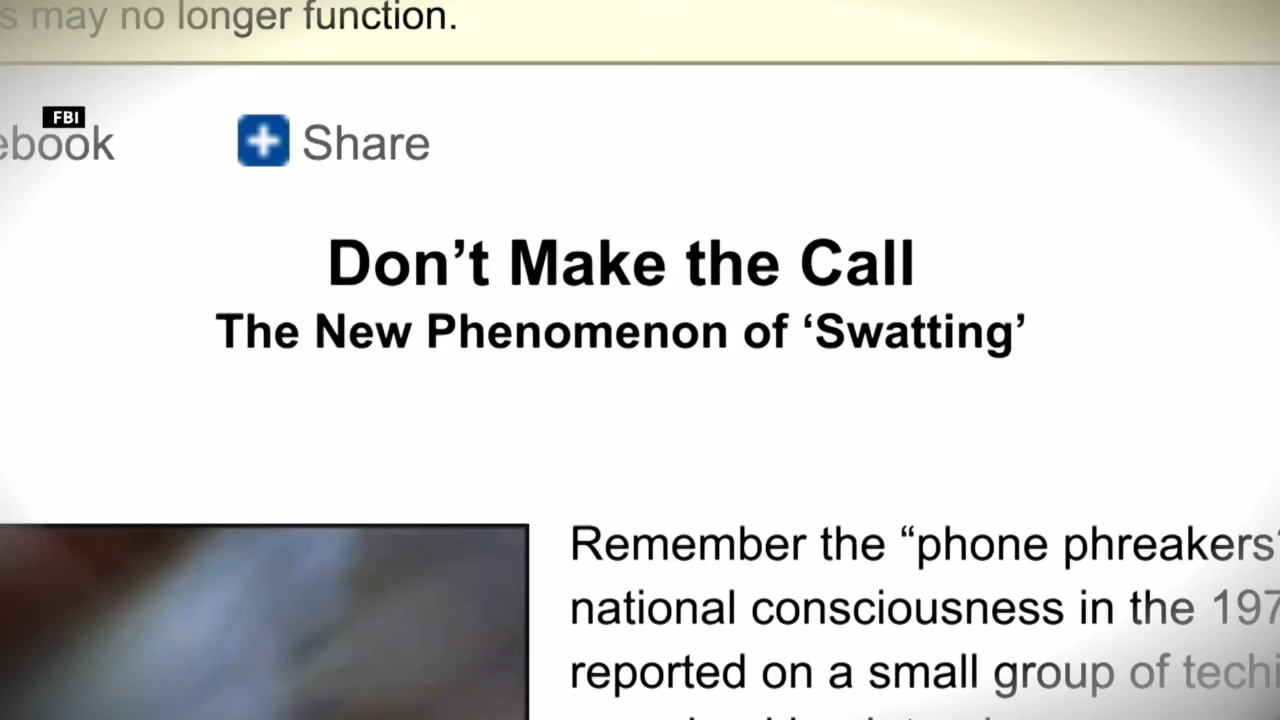 s may no longer function.
FBI
ebook
Share
Don’t Make the Call
The New Phenomenon of ‘Swatting’
Remember the “phone phreakers”
national consciousness in the 197
reported on a small group of techi